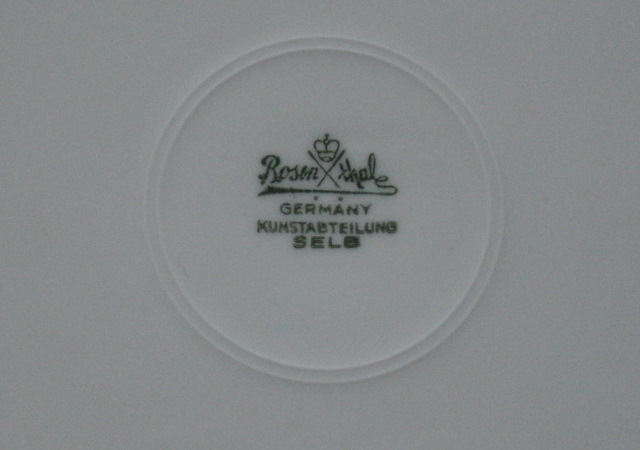 Rosenthal
GERMANY
KUNSTABTEILUNG
SELB